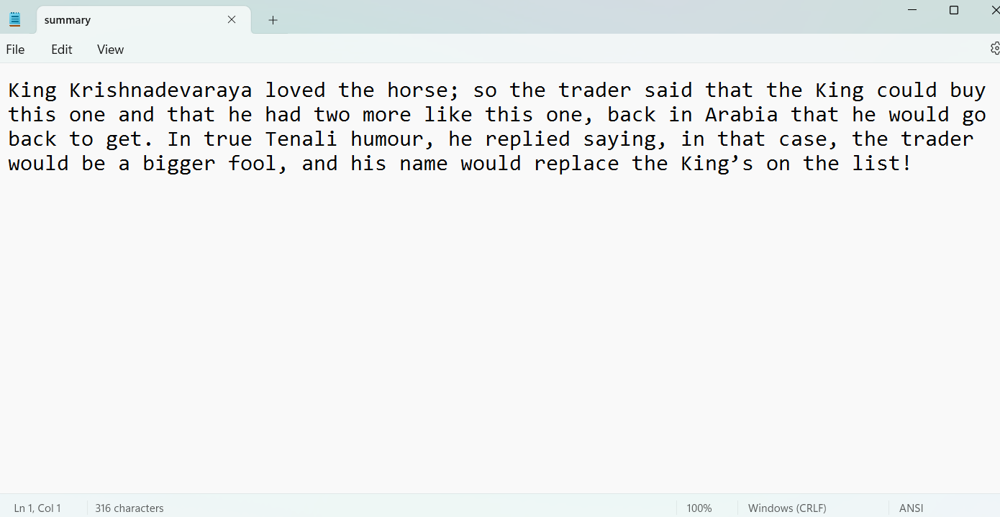 summary
File Edit View
King Krishnadevaraya loved the horse; so the trader said that the King could buy
this one and that he had two more like this one, back in Arabia that he would go
back to get. In true Tenali humour, he replied saying, in that case, the trader
would be a bigger fool, and his name would replace the King’s on the list!
Ln 1, Col 1 316 characters 100% Windows (CRLF) ANSI